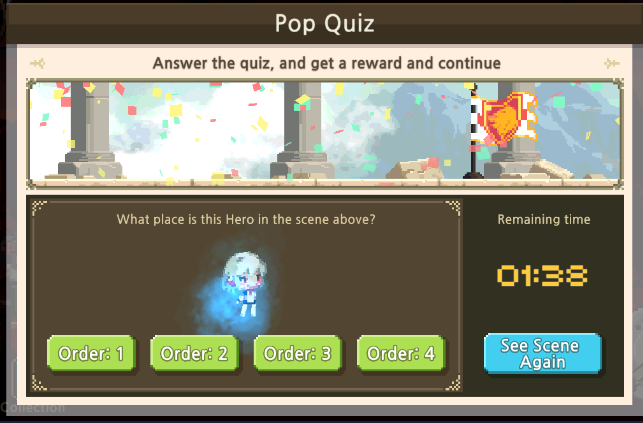 Pop Quiz
Answer the quiz, and get a reward and continue
What place is this Hero in the scene above?
Remaining time
01:38
Order: 1
Order: 2
Order: 3
Order: 4
See Scene
Again
Collection